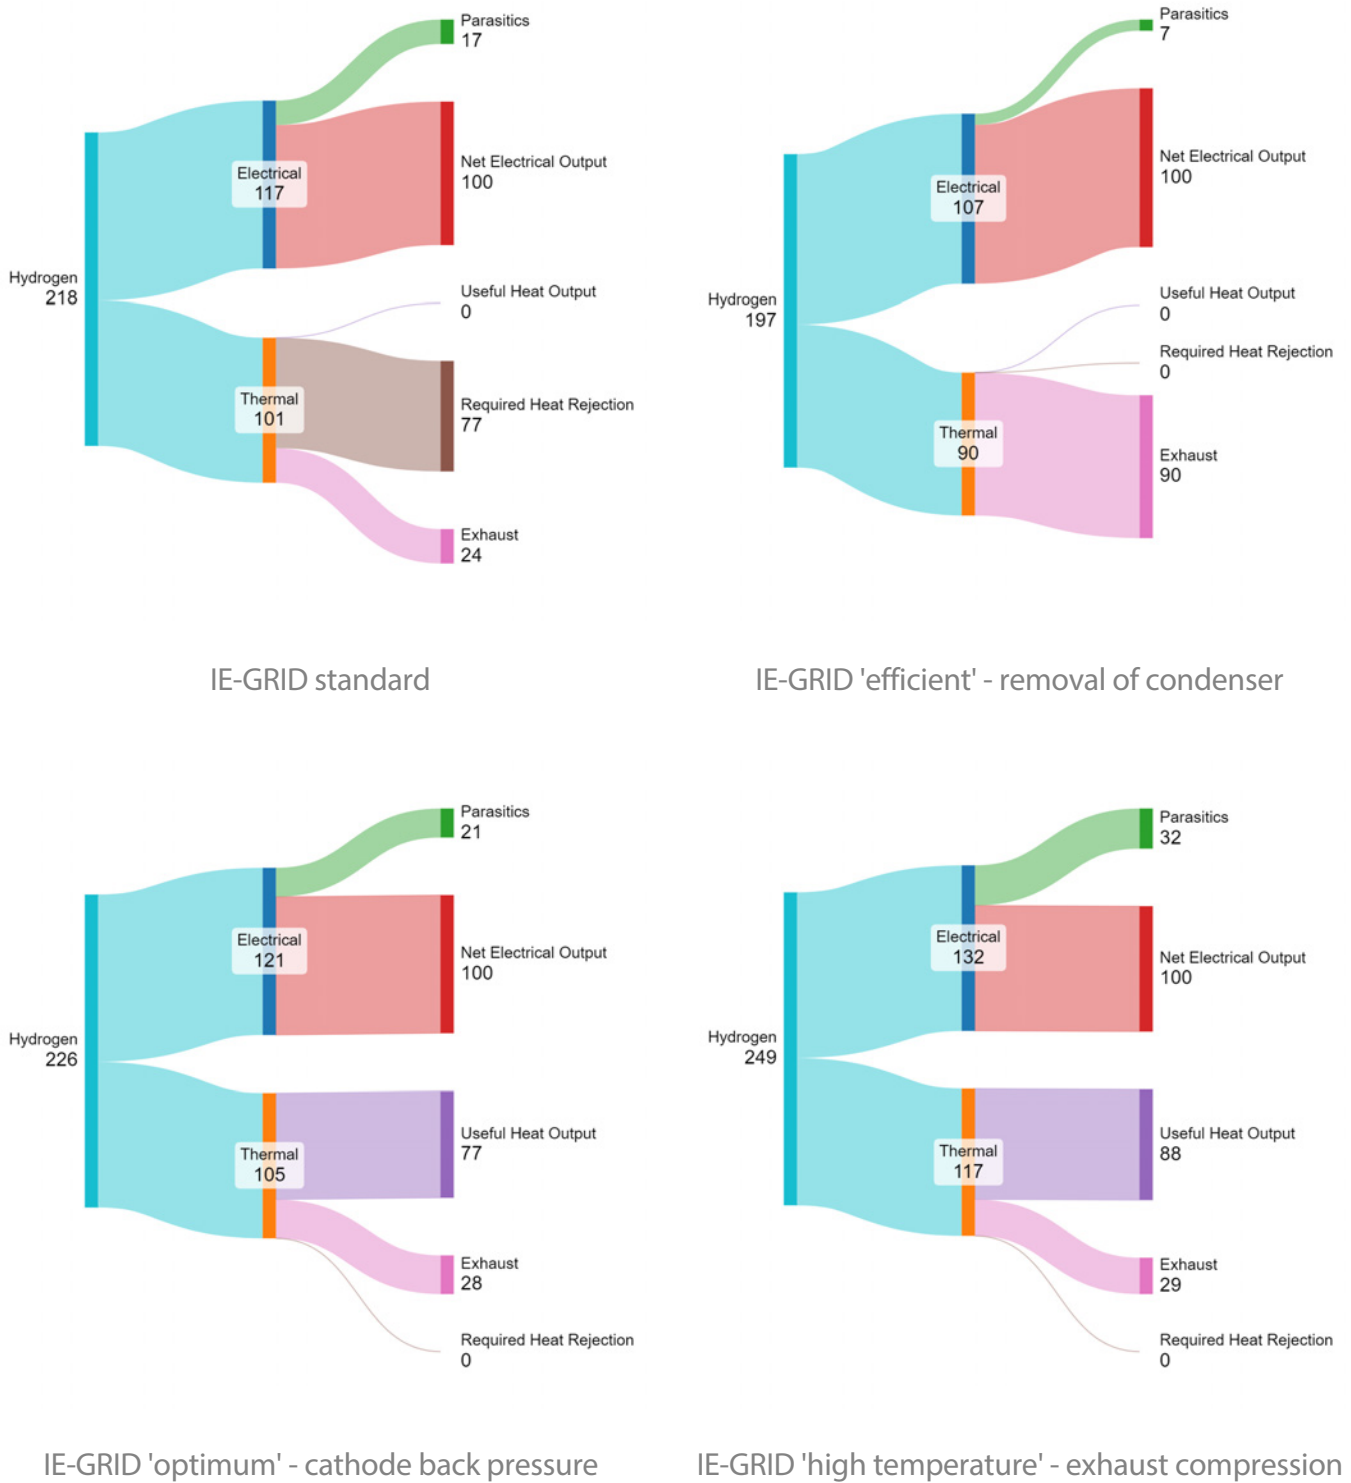 Parasitics
17
Net Electrical Output
100
Electrical
117
Useful Heat Output
0
Hydrogen
218
Thermal
101
Required Heat Rejection
77
Exhaust
24
IE-GRID standard
Parasitics
7
Net Electrical Output
100
Electrical
107
Useful Heat Output
0
Hydrogen
197
Required Heat Rejection
0
Thermal
90
Exhaust
90
IE-GRID 'efficient' - removal of condenser
Parasitics
21
Electrical
121
Net Electrical Output
100
Hydrogen
226
Useful Heat Output
77
Thermal
105
Exhaust
28
Required Heat Rejection
0
IE-GRID 'optimum' - cathode back pressure
Parasitics
32
Electrical
132
Net Electrical Output
100
Hydrogen
249
Useful Heat Output
88
Thermal
117
Exhaust
29
Required Heat Rejection
0
IE-GRID 'high temperature' - exhaust compression